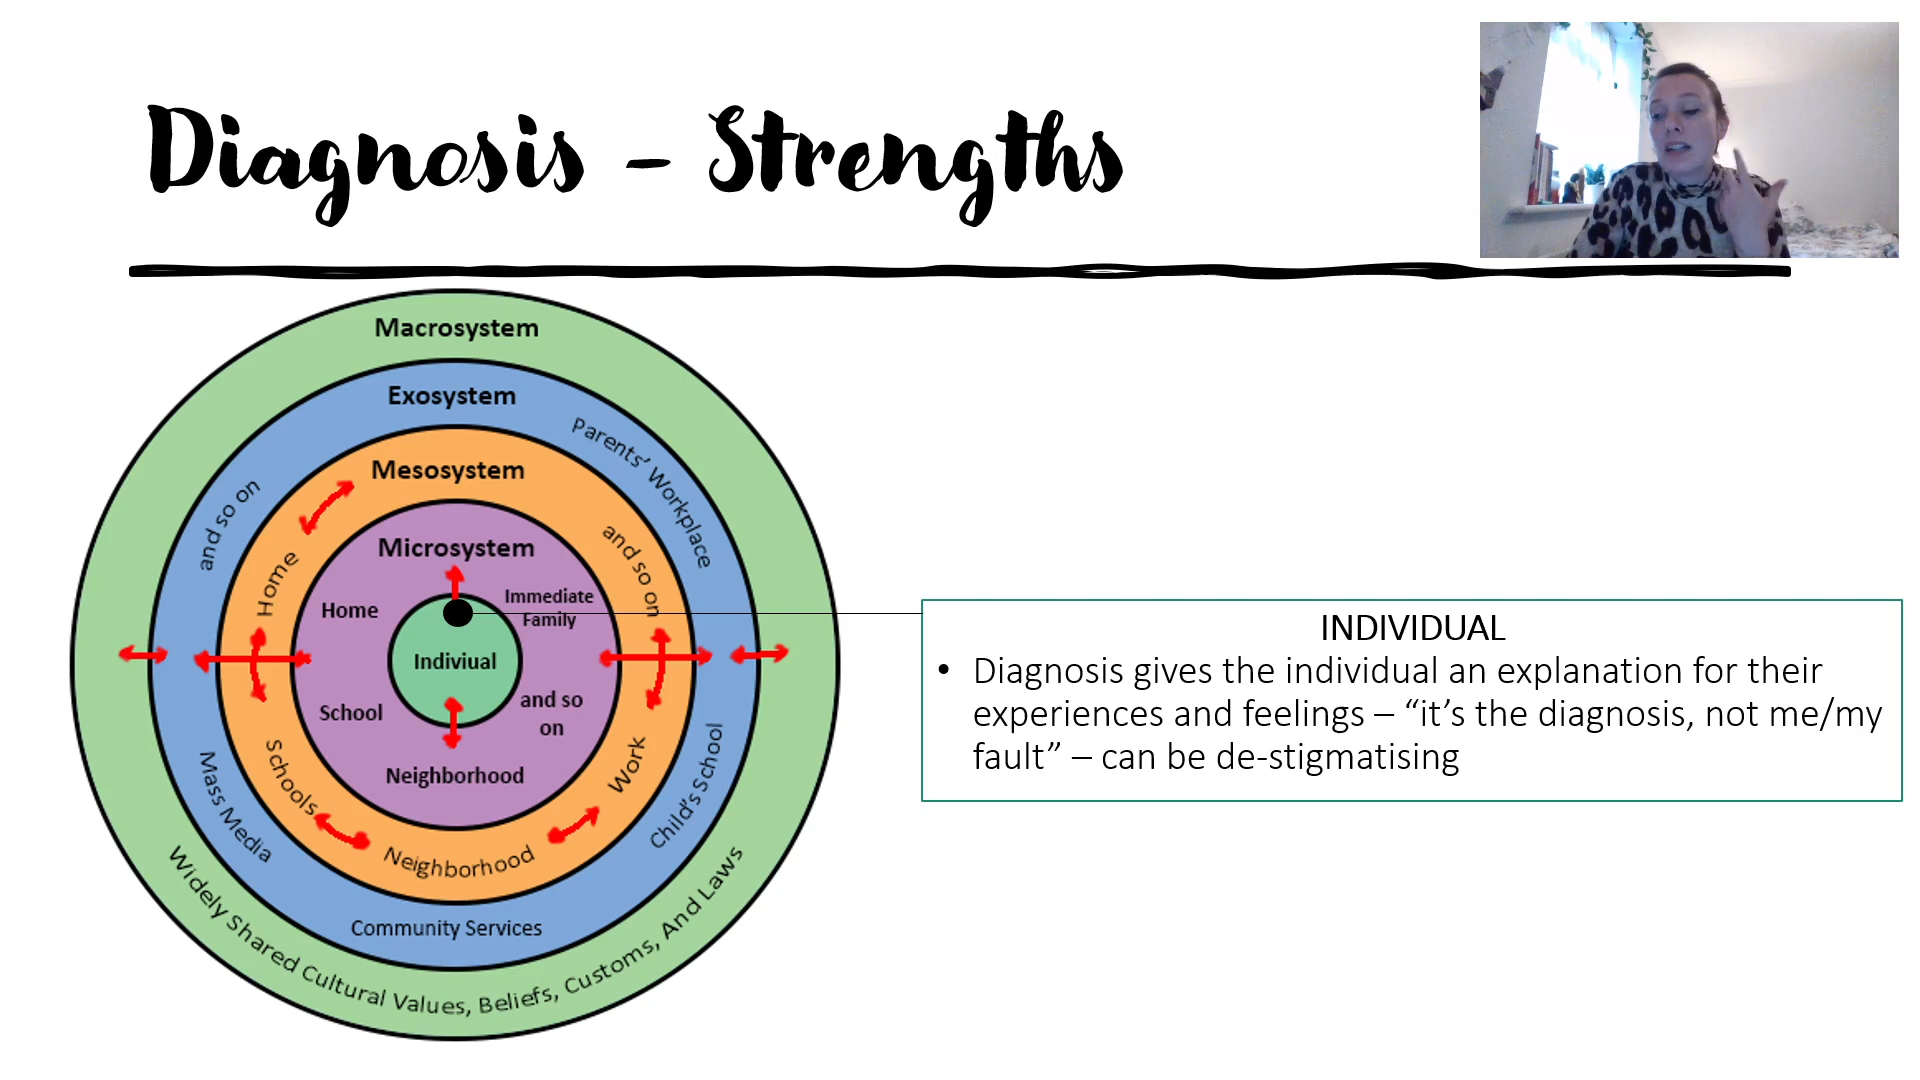 Diagnosis - Strengths
Macrosystem
Exosystem
Parents' Workplace
and so on
Mesosystem
and so on
Home
Microsystem
Home
Immediate
Family
Indiviual
School
and so
on
Neighborhood
Schools
Work
Neighborhood
Mass Media
Child's School
Community Services
Widely Shared Cultural Values, Beliefs, Customs, And Laws
INDIVIDUAL
• Diagnosis gives the individual an explanation for their
experiences and feelings – “it’s the diagnosis, not me/my
fault” – can be de-stigmatising